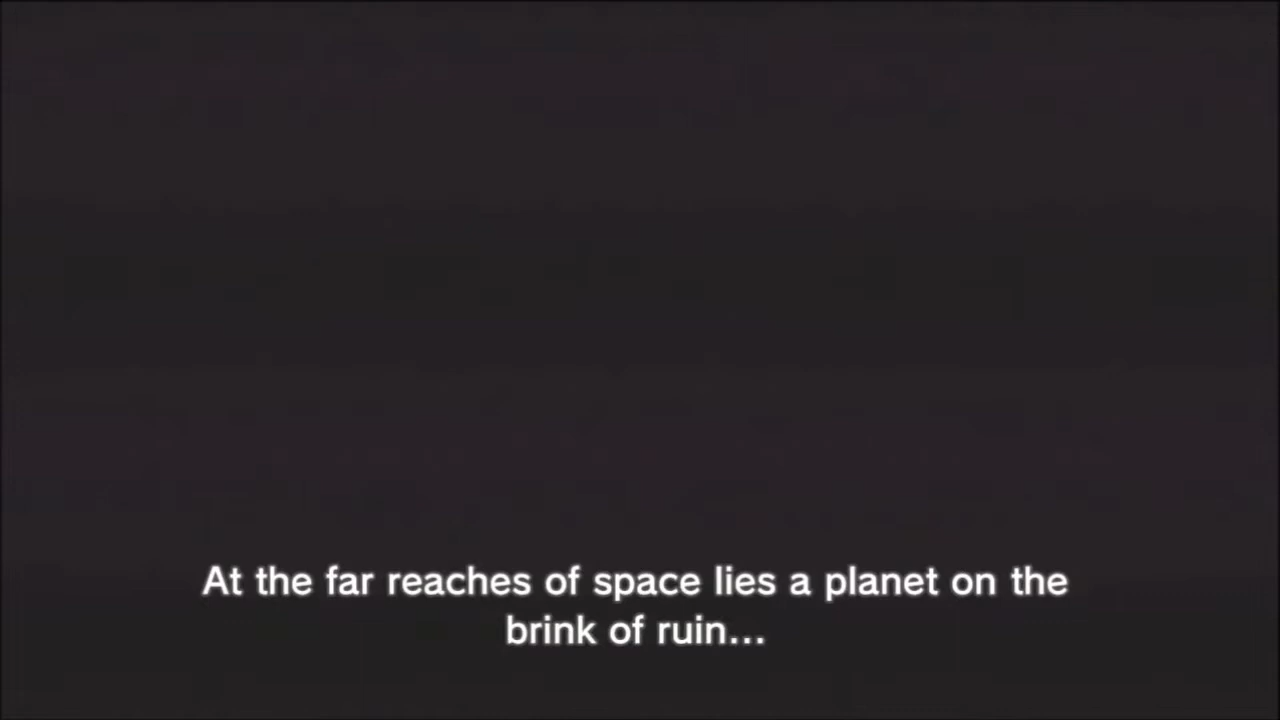 At the far reaches of space lies a planet on the
brink of ruin...